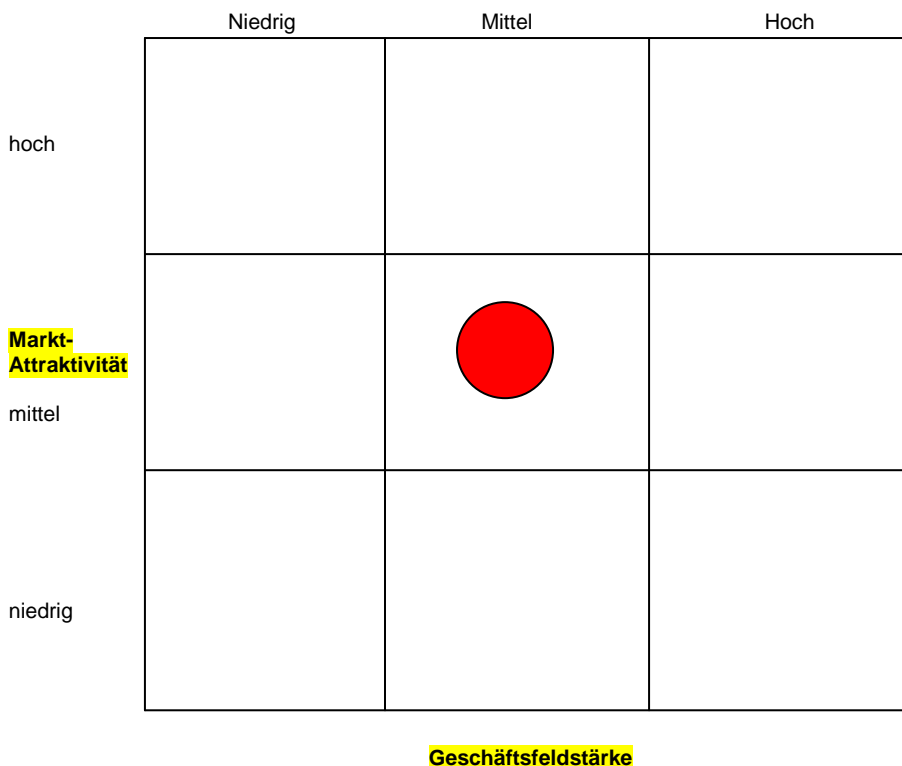 Niedrig Mittel Hoch
hoch
Markt-
Attraktivität
mittel
niedrig
Geschäftsfeldstärke